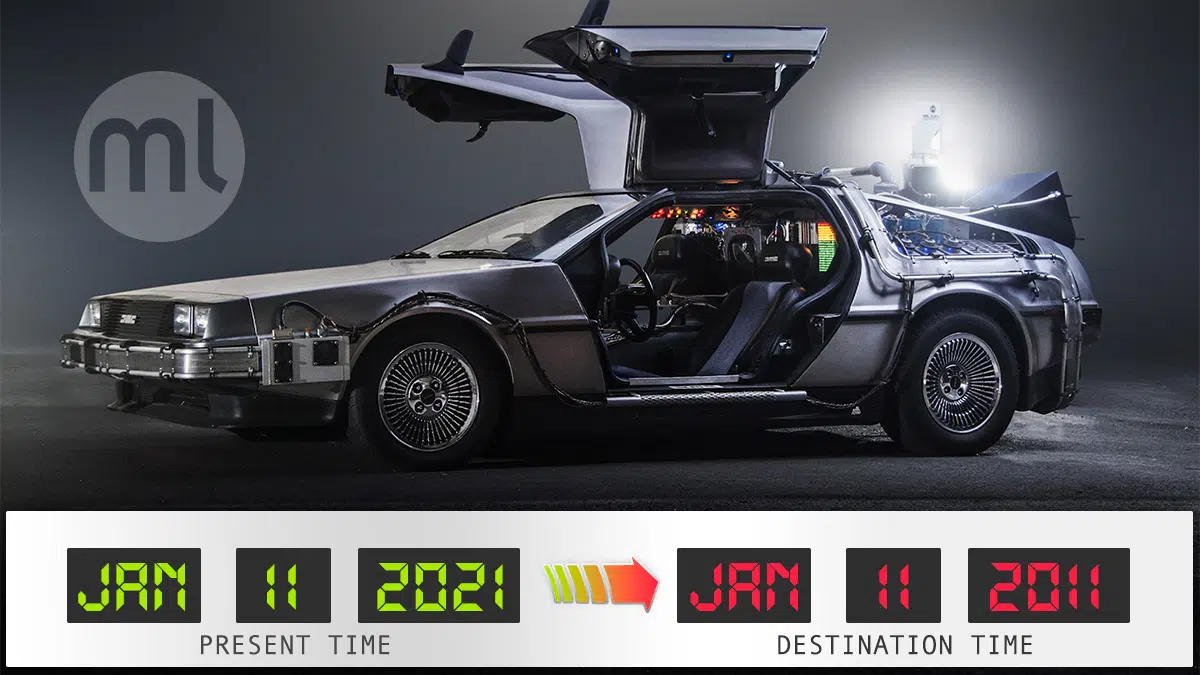 ml
JAN 11 2021
JAN 11 2011
PRESENT TIME
DESTINATION TIME